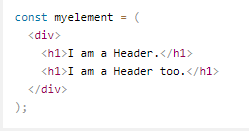 const myelement = (
  <div>
    <h1>I am a Header.</h1>
    <h1>I am a Header too.</h1>
  </div>
);